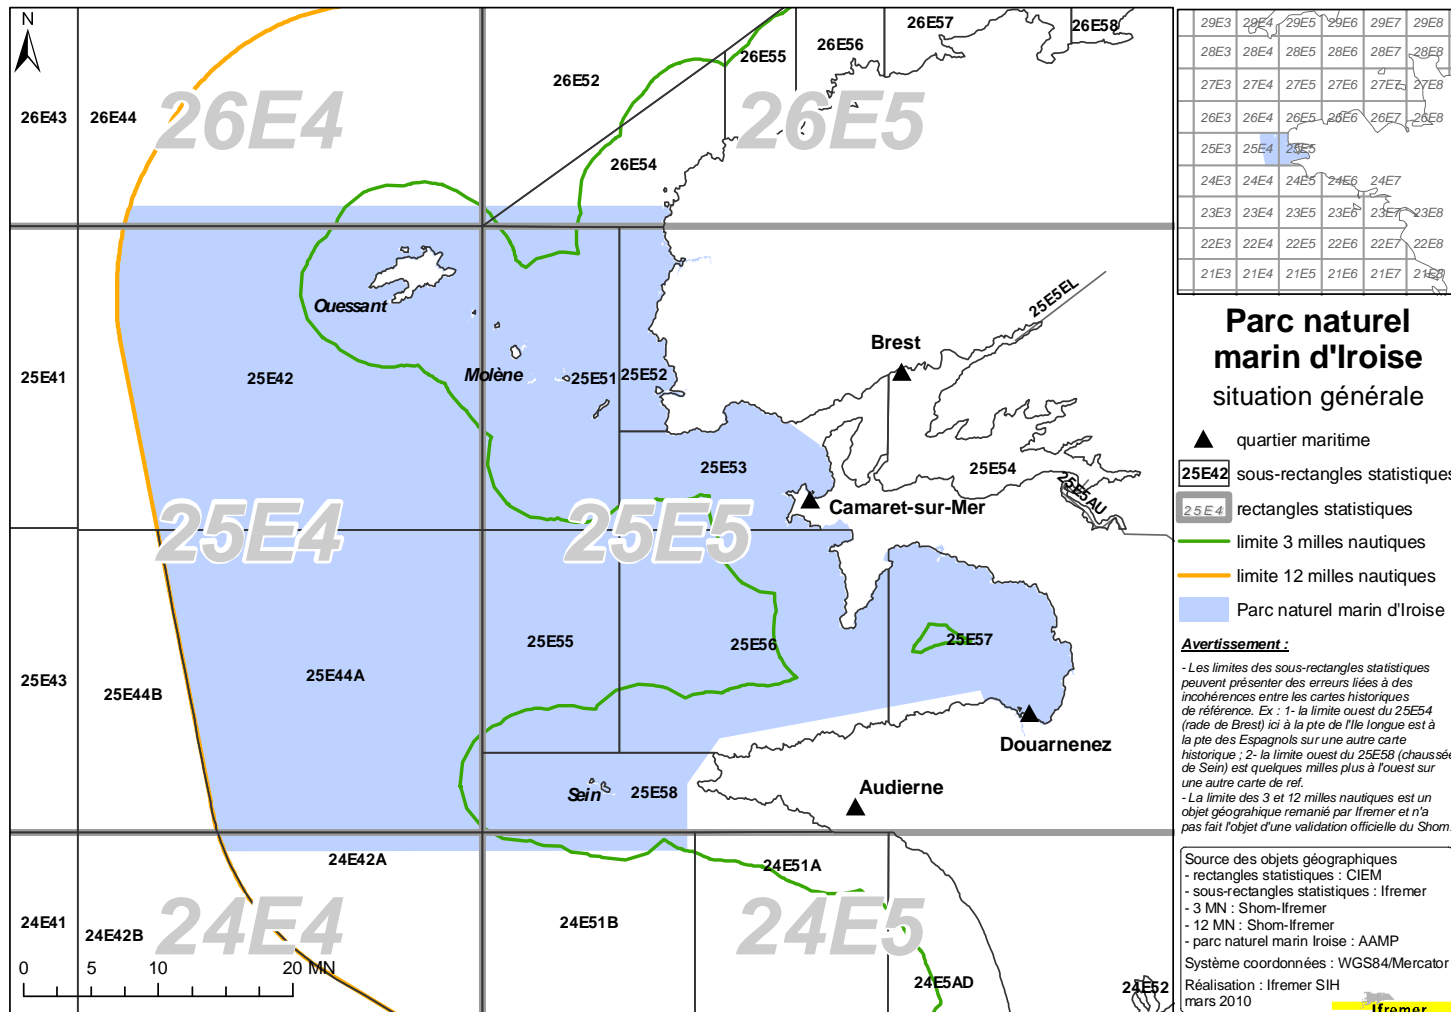 N
26E43
26E44
26E4
26E52
26E5
26E54
26E55
26E56
26E57
26E58
Ouessant
Molène
25E41
25E42
25E51
25E52
25E5EL
Brest
25E53
25E54
25E5AU
Camaret-sur-Mer
25E4
25E5
25E43
25E44B
25E44A
25E55
25E56
25E57
Douarnenez
Sein
25E58
Audierne
24E42A
24E41
24E42B
24E4
24E51B
24E51A
24E5
24E5AD
24E52
0 5 10 20 MN
29E3 29E4 29E5 29E6 29E7 29E8
28E3 28E4 28E5 28E6 28E7 28E8
27E3 27E4 27E5 27E6 27E7 27E8
26E3 26E4 26E5 26E6 26E7 26E8
25E3 25E4 25E5
24E3 24E4 24E5 24E6 24E7
23E3 23E4 23E5 23E6 23E7 23E8
22E3 22E4 22E5 22E6 22E7 22E8
21E3 21E4 21E5 21E6 21E7 21E8
Parc naturel
marin d'Iroise
situation générale
quartier maritime
25E42 sous-rectangles statistiques
25E4 rectangles statistiques
limite 3 milles nautiques
limite 12 milles nautiques
Parc naturel marin d'Iroise
Avertissement :
- Les limites des sous-rectangles statistiques
peuvent présenter des erreurs liées à des
incohérences entre les cartes historiques
de référence. Ex : 1- la limite ouest du 25E54
(rade de Brest) ici à la pte de l'Ile longue est à
la pte des Espagnols sur une autre carte
historique ; 2- la limite ouest du 25E58 (chaussée
de Sein) est quelques milles plus à l'ouest sur
une autre carte de ref.
- La limite des 3 et 12 milles nautiques est un
objet géograhique remanié par Ifremer et n'a
pas fait l'objet d'une validation officielle du Shom.
Source des objets géographiques
- rectangles statistiques : CIEM
- sous-rectangles statistiques : Ifremer
- 3 MN : Shom-Ifremer
- 12 MN : Shom-Ifremer
- parc naturel marin Iroise : AAMP
Système coordonnées : WGS84/Mercator
Réalisation : Ifremer SIH
mars 2010
Ifremer